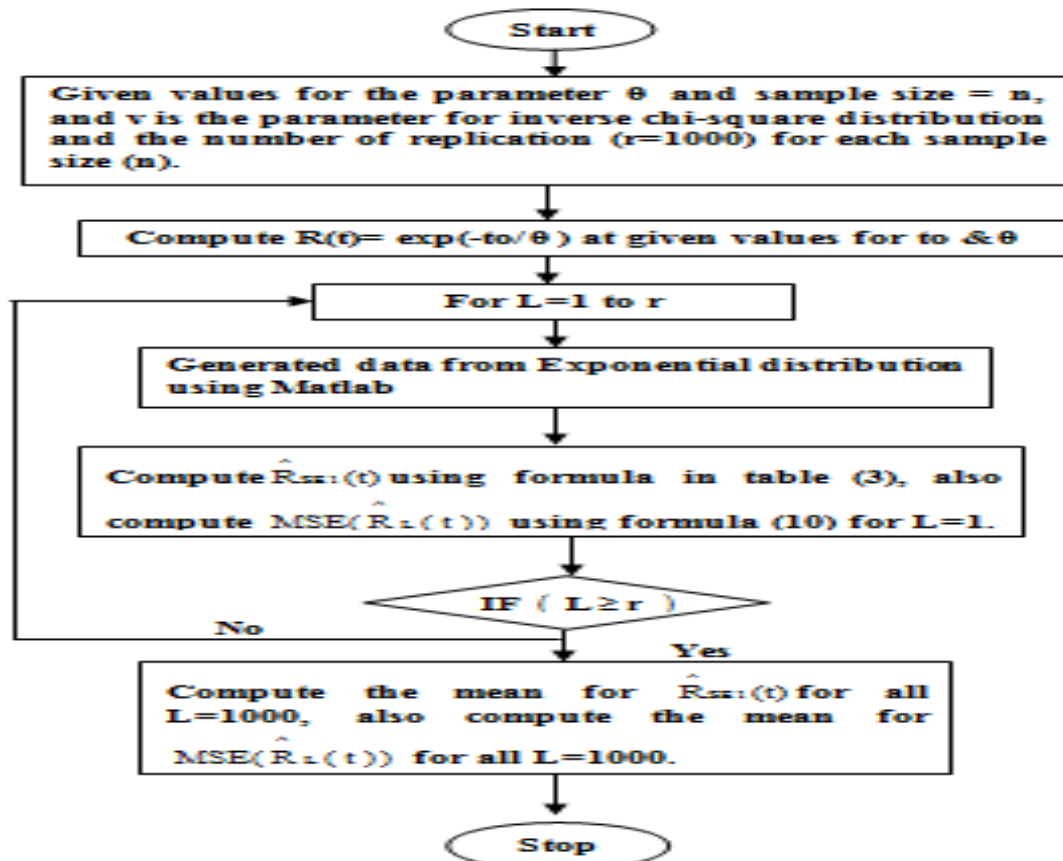 Start
Given values for the parameter θ and sample size = n,
and v is the parameter for inverse chi-square distribution
and the number of replication (r=1000) for each sample
size (n).
Compute R(t)= exp(-to/θ) at given values for to &θ
For L=1 to r
Generated data from Exponential distribution
using Matlab
Compute R̂(t) using formula in table (3), also
compute MSE(R̂L(t)) using formula (10) for L=1.
IF ( L ≥ r )
No
Yes
Compute the mean for R̂(t) for all
L=1000, also compute the mean for
MSE(R̂L(t)) for all L=1000.
Stop